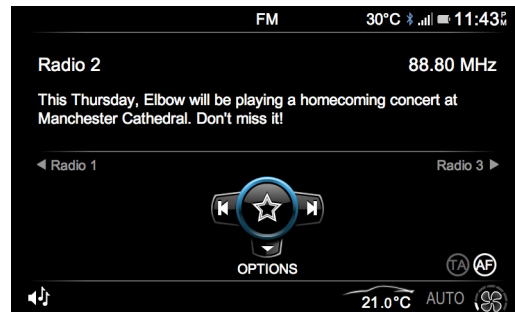 FM 30°C 11:43PM
Radio 2 88.80 MHz
This Thursday, Elbow will be playing a homecoming concert at
Manchester Cathedral. Don't miss it!
Radio 1 Radio 3
OPTIONS
TA AF
21.0°C AUTO